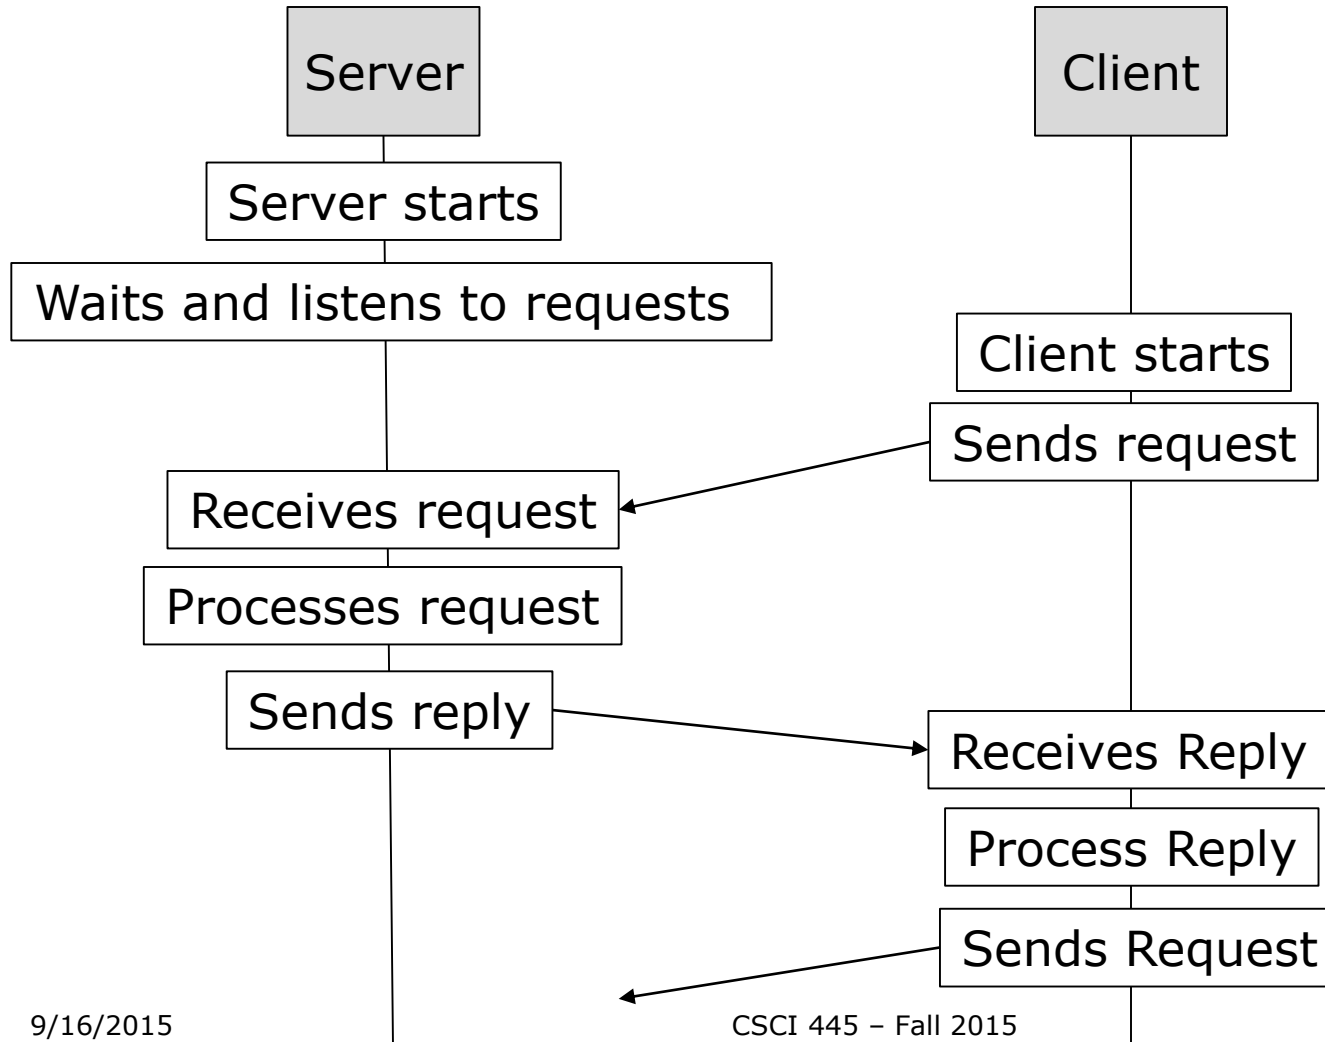 Server
Client
Server starts
Waits and listens to requests
Client starts
Sends request
Receives request
Processes request
Sends reply
Receives Reply
Process Reply
Sends Request
9/16/2015
CSCI 445 – Fall 2015